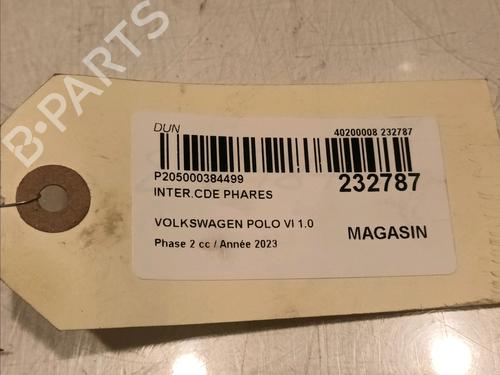 B-PARTS
DUN
40200008 232787
P205000384499
232787
INTER.CDE PHARES
VOLKSWAGEN POLO VI 1.0
MAGASIN
Phase 2 cc / Année 2023